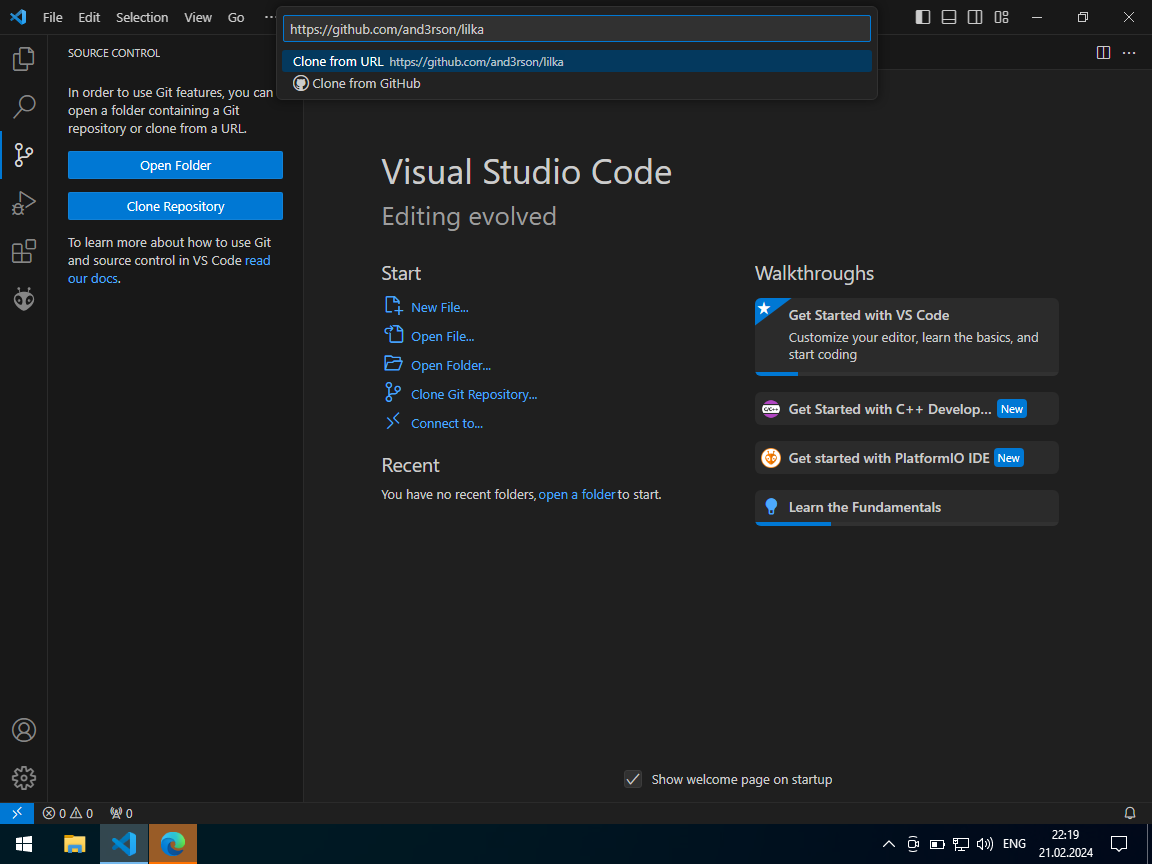 File Edit Selection View Go ···
https://github.com/and3rson/lilka
Clone from URL https://github.com/and3rson/lilka
Clone from GitHub
SOURCE CONTROL
In order to use Git features, you can
open a folder containing a Git
repository or clone from a URL.
Open Folder
Clone Repository
To learn more about how to use Git
and source control in VS Code read
our docs.
Visual Studio Code
Editing evolved
Start
New File...
Open File...
Open Folder...
Clone Git Repository...
Connect to...
Recent
You have no recent folders, open a folder to start.
Walkthroughs
Get Started with VS Code
Customize your editor, learn the basics, and
start coding
C/C++
Get Started with C++ Develop... New
Get started with PlatformIO IDE New
Learn the Fundamentals
Show welcome page on startup
0 0 0
ENG
22:19
21.02.2024